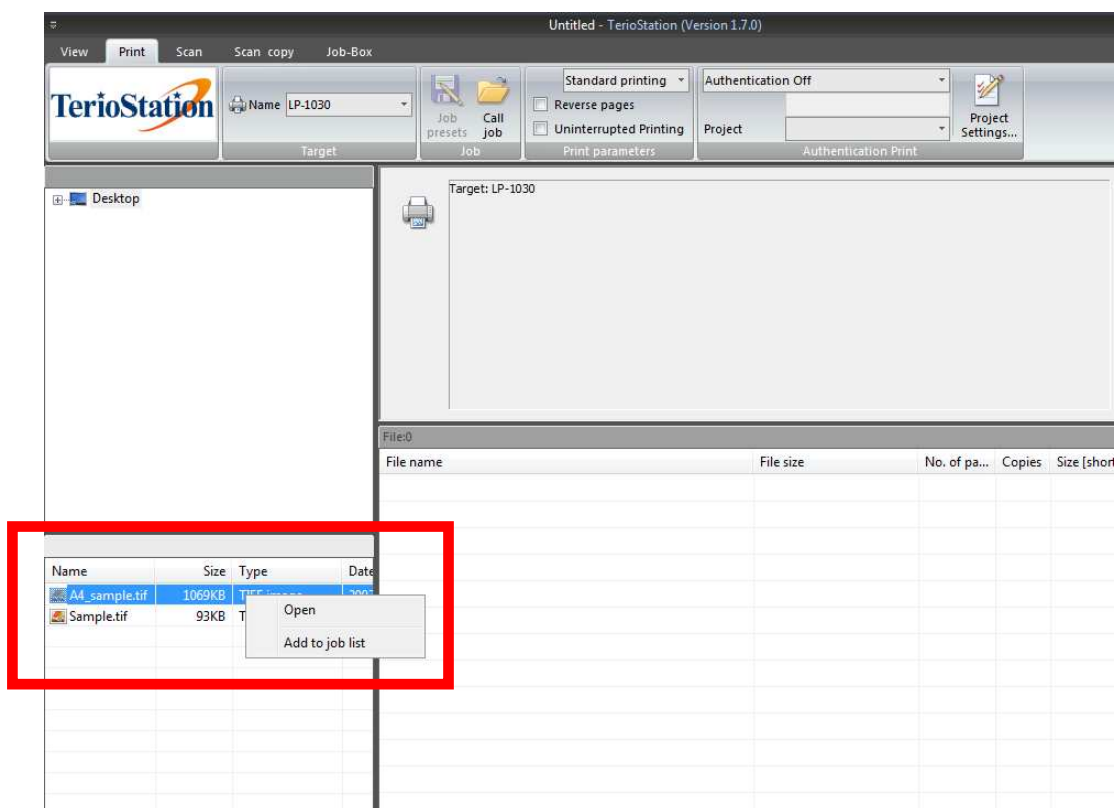 Untitled - TerioStation (Version 1.7.0)
View Print Scan Scan copy Job-Box
TerioStation
Name LP-1030
Target
Job presets
Call job
Job
Standard printing
Reverse pages
Uninterrupted Printing
Print parameters
Authentication Off
Project
Authentication Print
Project Settings...
Desktop
Target: LP-1030
File:0
File name File size No. of pa... Copies Size [short
Name Size Type Date
A4_sample.tif 1069KB TIFF image
Sample.tif 93KB T
Open
Add to job list